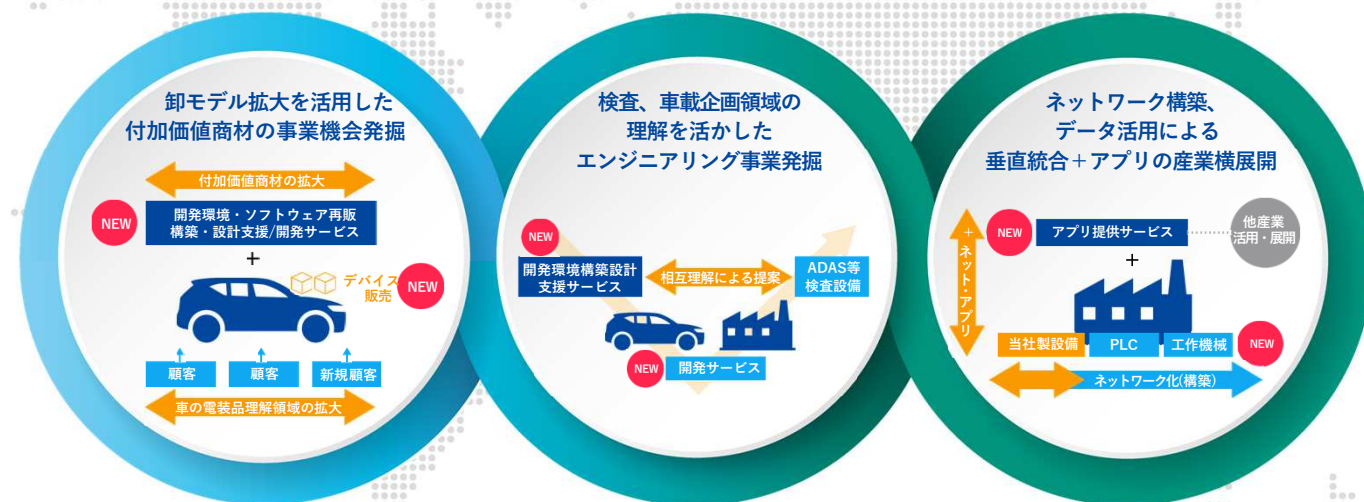 卸モデル拡大を活用した
付加価値商材の事業機会発掘
付加価値商材の拡大
NEW
開発環境・ソフトウェア再販
構築・設計支援/開発サービス
+
デバイス
販売
NEW
顧客
顧客
新規顧客
車の電装品理解領域の拡大
検査、車載企画領域の
理解を活かした
エンジニアリング事業発掘
NEW
開発環境構築設計
支援サービス
相互理解による提案
ADAS等
検査設備
NEW
開発サービス
ネットワーク構築、
データ活用による
垂直統合+アプリの産業横展開
+ネット・アプリ
NEW
アプリ提供サービス
他産業
活用・展開
+
当社製設備
PLC
工作機械
NEW
ネットワーク化(構築)